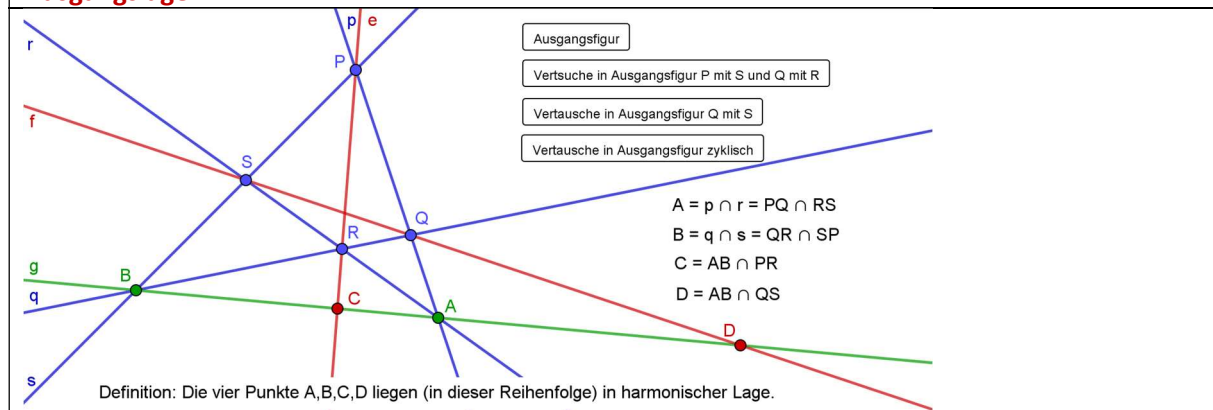 r
p
e
P
Ausgangsfigur
Vertsuche in Ausgangsfigur P mit S und Q mit R
Vertausche in Ausgangsfigur Q mit S
Vertausche in Ausgangsfigur zyklisch
f
S
A = p ∩ r = PQ ∩ RS
B = q ∩ s = QR ∩ SP
C = AB ∩ PR
D = AB ∩ QS
R
Q
g
B
q
C
A
D
s
Definition: Die vier Punkte A,B,C,D liegen (in dieser Reihenfolge) in harmonischer Lage.